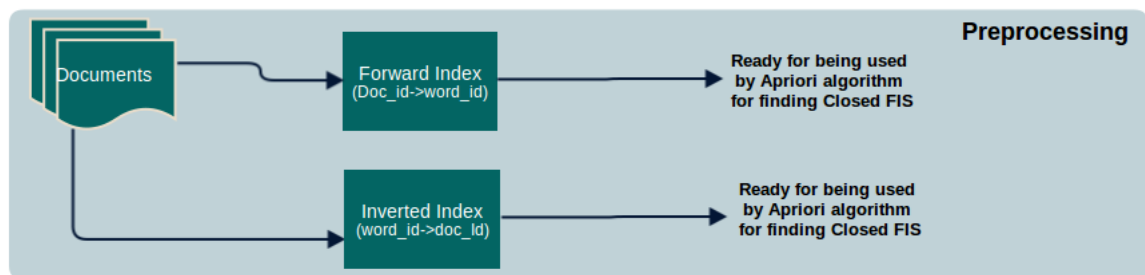 Preprocessing
Documents
Forward Index
(Doc_id->word_id)
Ready for being used
by Apriori algorithm
for finding Closed FIS
Inverted Index
(word_id->doc_Id)
Ready for being used
by Apriori algorithm
for finding Closed FIS